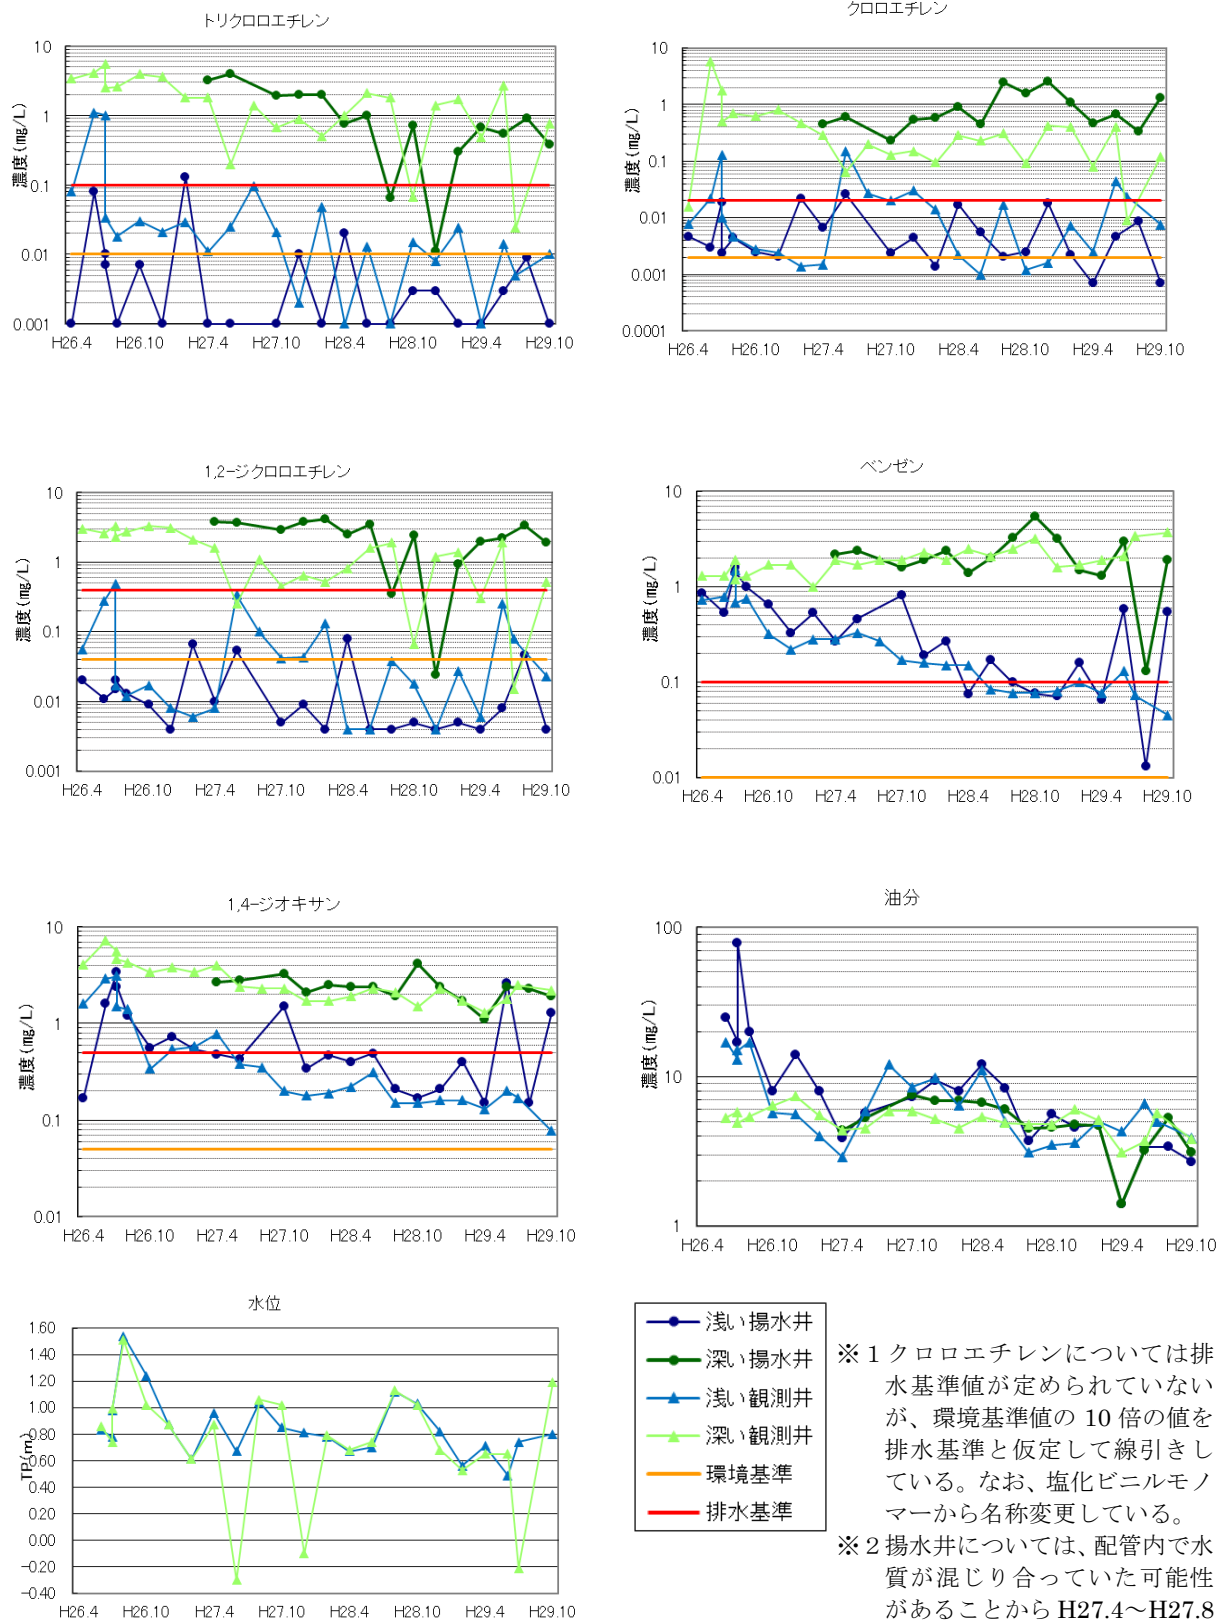 トリクロロエチレン
濃度(mg/L)
10
1
0.1
0.01
0.001
H26.4 H26.10 H27.4 H27.10 H28.4 H28.10 H29.4 H29.10
クロロエチレン
濃度(mg/L)
10
1
0.1
0.01
0.001
0.0001
H26.4 H26.10 H27.4 H27.10 H28.4 H28.10 H29.4 H29.10
1,2-ジクロロエチレン
濃度(mg/L)
10
1
0.1
0.01
0.001
H26.4 H26.10 H27.4 H27.10 H28.4 H28.10 H29.4 H29.10
ベンゼン
濃度(mg/L)
10
1
0.1
0.01
H26.4 H26.10 H27.4 H27.10 H28.4 H28.10 H29.4 H29.10
1,4-ジオキサン
濃度(mg/L)
10
1
0.1
0.01
H26.4 H26.10 H27.4 H27.10 H28.4 H28.10 H29.4 H29.10
油分
濃度(mg/L)
100
10
1
H26.4 H26.10 H27.4 H27.10 H28.4 H28.10 H29.4 H29.10
水位
TP(m)
1.60
1.40
1.20
1.00
0.80
0.60
0.40
0.20
0.00
-0.20
-0.40
H26.4 H26.10 H27.4 H27.10 H28.4 H28.10 H29.4 H29.10
浅い揚水井
深い揚水井
浅い観測井
深い観測井
環境基準
排水基準
※1 クロロエチレンについては排
水基準値が定められていない
が、環境基準値の 10 倍の値を
排水基準と仮定して線引きし
ている。なお、塩化ビニルモノ
マーから名称変更している。
※2 揚水井については、配管内で水
質が混じり合っていた可能性
があることから H27.4～H27.8